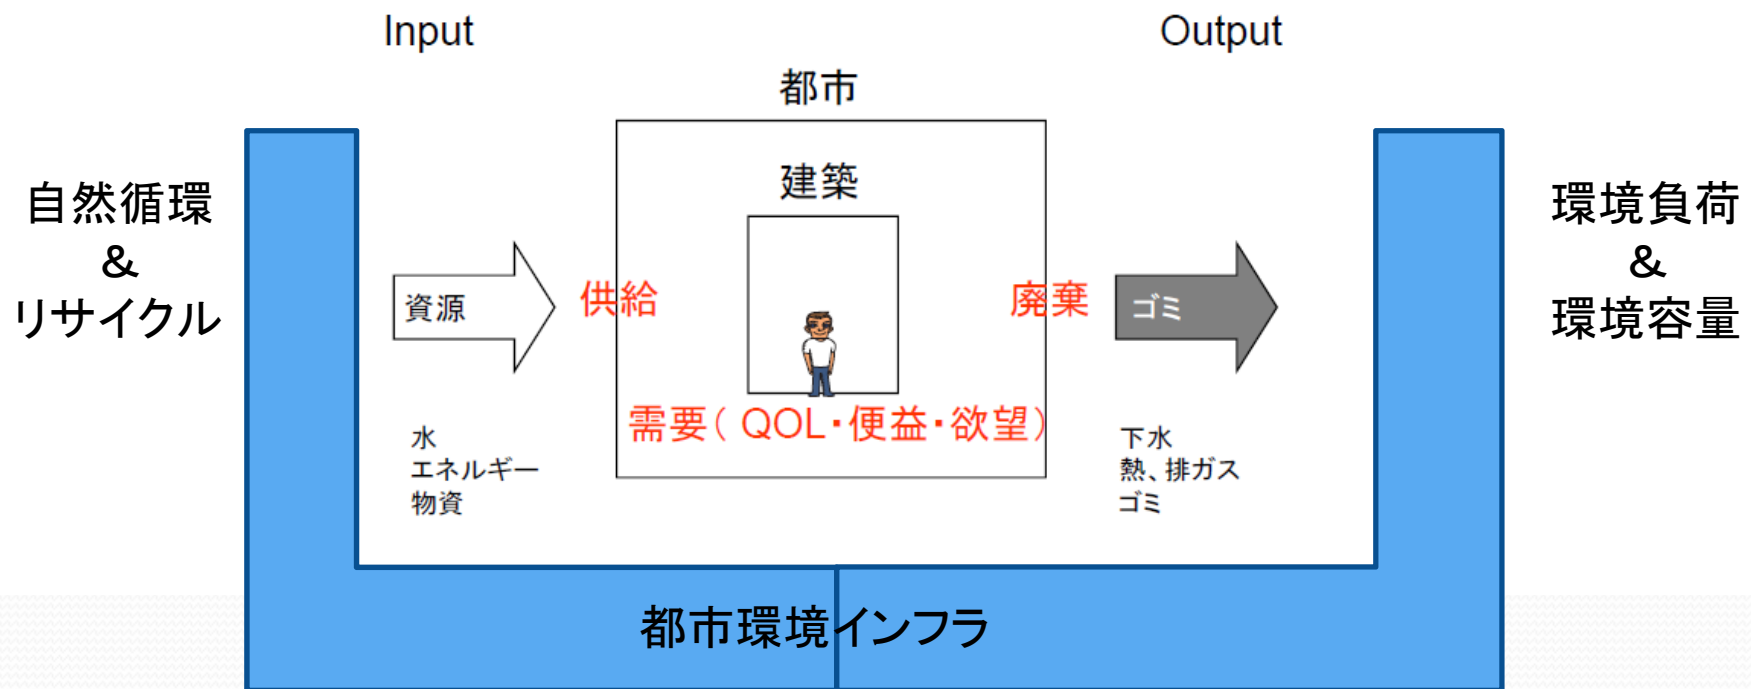 Input
Output
都市
建築
自然循環
&
リサイクル
資源
供給
廃棄
ゴミ
環境負荷
&
環境容量
需要( QOL・便益・欲望)
水
エネルギー
物資
下水
熱、排ガス
ゴミ
都市環境インフラ